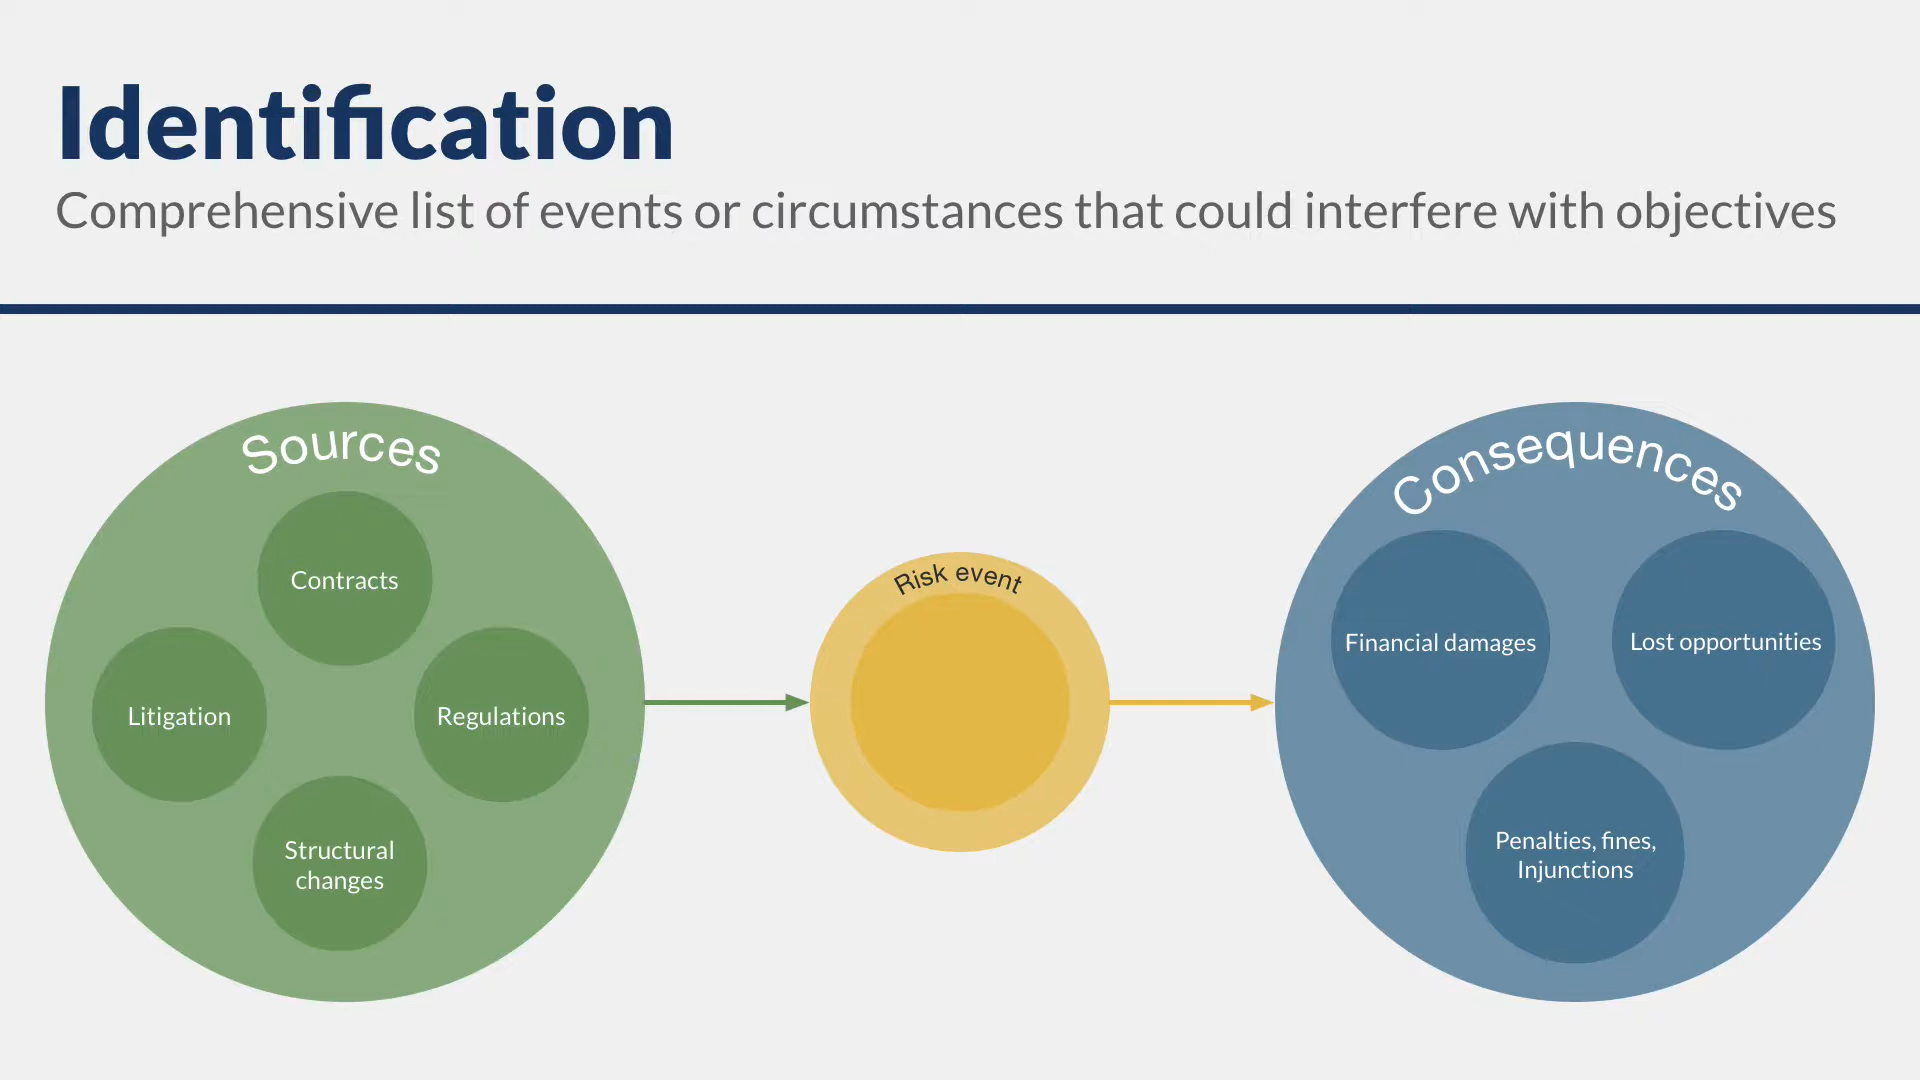 Identification
Comprehensive list of events or circumstances that could interfere with objectives
Sources
Contracts
Litigation
Regulations
Structural
changes
Risk event
Consequences
Financial damages
Lost opportunities
Penalties, fines,
Injunctions